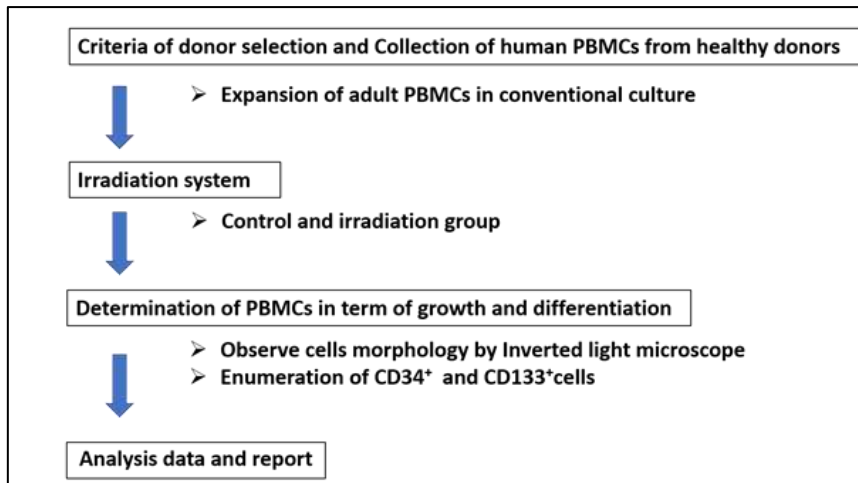 Criteria of donor selection and Collection of human PBMCs from healthy donors
➢ Expansion of adult PBMCs in conventional culture
Irradiation system
➢ Control and irradiation group
Determination of PBMCs in term of growth and differentiation
➢ Observe cells morphology by Inverted light microscope
➢ Enumeration of CD34⁺ and CD133⁺cells
Analysis data and report